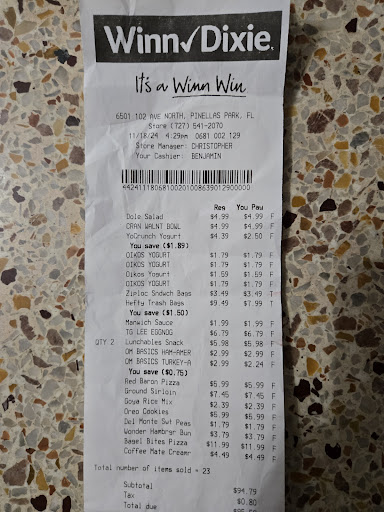 Winn✓Dixie
It's a Winn Win
6501 102 AVE NORTH, PINELLAS PARK, FL
Store (727) 541-2070
11/18/24 4:29pm 0681 002 129
Store Manager: CHRISTOPHER
Your Cashier: BENJAMIN
44241118068100201008639012900000
Reg You Pay
Dole Salad $4.99 $4.99 F
CRAN WALNT BOWL $4.99 $4.99 F
YoCrunch Yogurt $4.39 $2.50 F
You save ($1.89)
OIKOS YOGURT $1.79 $1.79 F
OIKOS YOGURT $1.79 $1.79 F
Oikos Yogurt $1.59 $1.59 F
OIKOS YOGURT $1.79 $1.79 F
Ziploc Sndwch Bags $3.49 $3.49 T
Hefty Trash Bags $9.49 $7.99 T
You save ($1.50)
Manwich Sauce $1.99 $1.99 F
TG LEE EGGNOG $6.79 $6.79 F
QTY 2 Lunchables Snack $5.98 $5.98 F
OM BASICS HAM-AMER $2.99 $2.99 F
OM BASICS TURKEY-A $2.99 $2.24 F
You save ($0.75)
Red Baron Pizza $5.99 $5.99 F
Ground Sirloin $7.45 $7.45 F
Goya Rice Mix $2.39 $2.39 F
Oreo Cookies $5.99 $5.99 F
Del Monte Swt Peas $1.79 $1.79 F
Wonder Hambrgr Bun $3.79 $3.79 F
Bagel Bites Pizza $11.99 $11.99 F
Coffee Mate Creamr $4.49 $4.49 F
Total number of items sold = 23
Subtotal $94.79
Tax $0.80
Total due